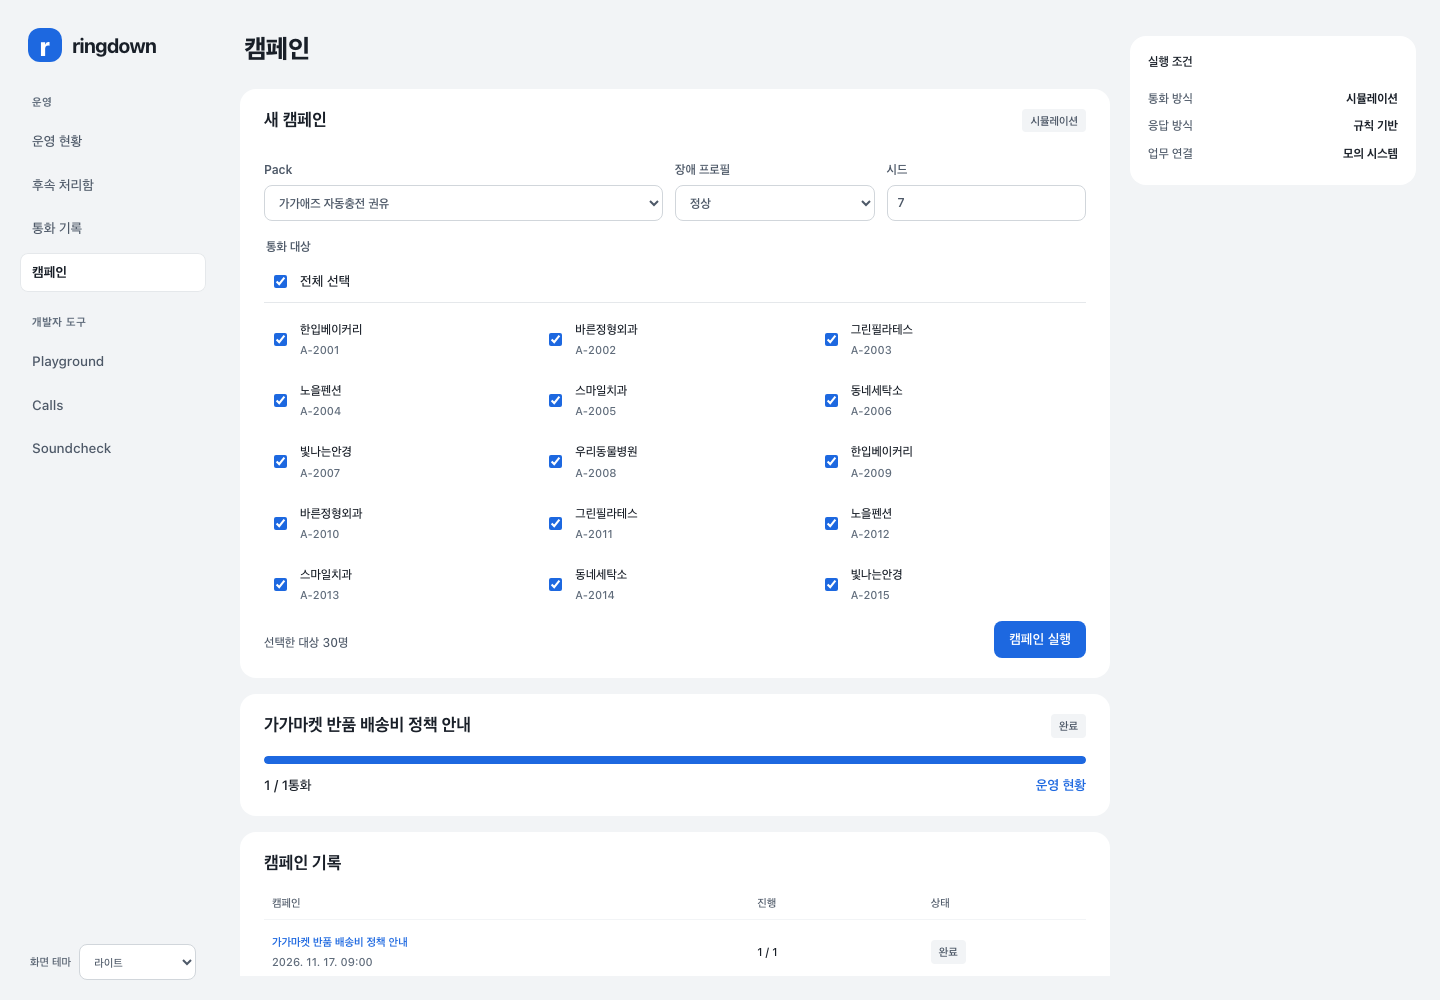 r ringdown
운영
운영 현황
후속 처리함
통화 기록
캠페인
개발자 도구
Playground
Calls
Soundcheck
화면 테마 라이트
캠페인
새 캠페인 시뮬레이션
Pack 장애 프로필 시드
가가애즈 자동충전 권유 정상 7
통화 대상
전체 선택
한입베이커리 바른정형외과 그린필라테스
A-2001 A-2002 A-2003
노을펜션 스마일치과 동네세탁소
A-2004 A-2005 A-2006
빛나는안경 우리동물병원 한입베이커리
A-2007 A-2008 A-2009
바른정형외과 그린필라테스 노을펜션
A-2010 A-2011 A-2012
스마일치과 동네세탁소 빛나는안경
A-2013 A-2014 A-2015
선택한 대상 30명 캠페인 실행
가가마켓 반품 배송비 정책 안내 완료
1 / 1통화 운영 현황
캠페인 기록
캠페인 진행 상태
가가마켓 반품 배송비 정책 안내
2026. 11. 17. 09:00 1 / 1 완료
실행 조건
통화 방식 시뮬레이션
응답 방식 규칙 기반
업무 연결 모의 시스템